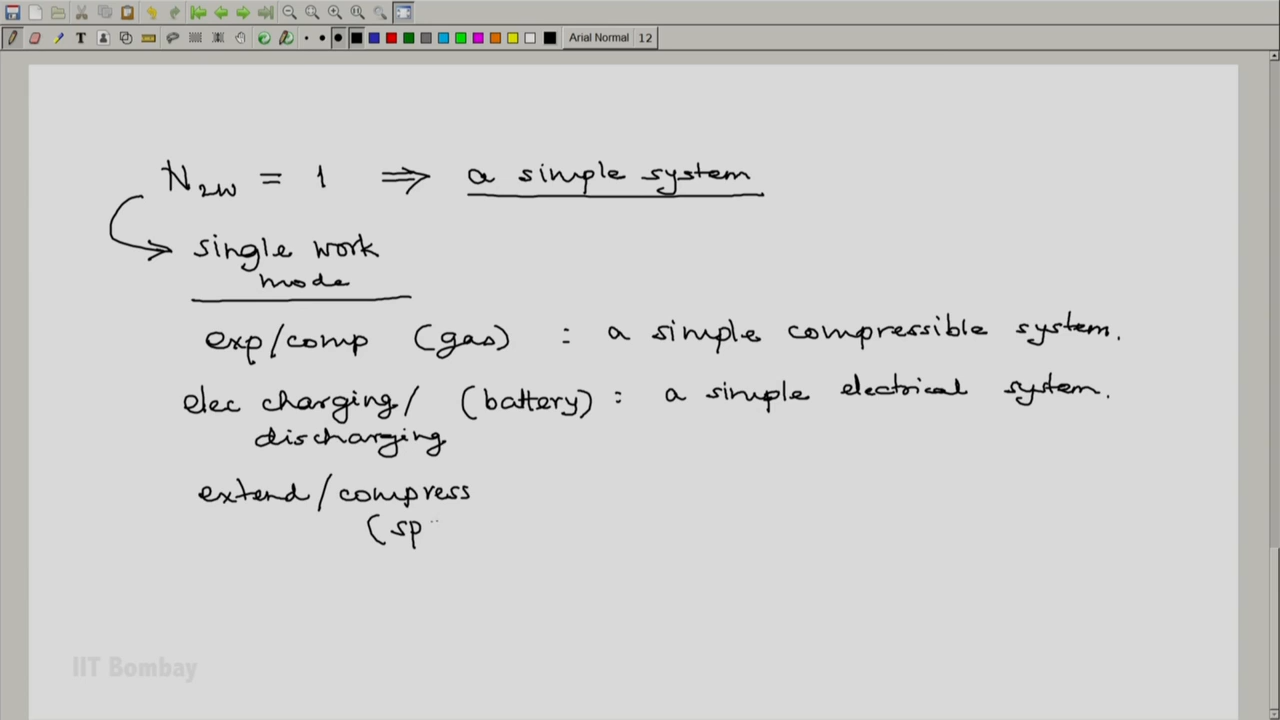 Arial Normal 12
N2W = 1 ⇒ a simple system
single work
mode
exp/comp (gas) : a simple compressible system.
elec charging/ (battery) : a simple electrical system.
discharging
extend/compress
(sp
IIT Bombay